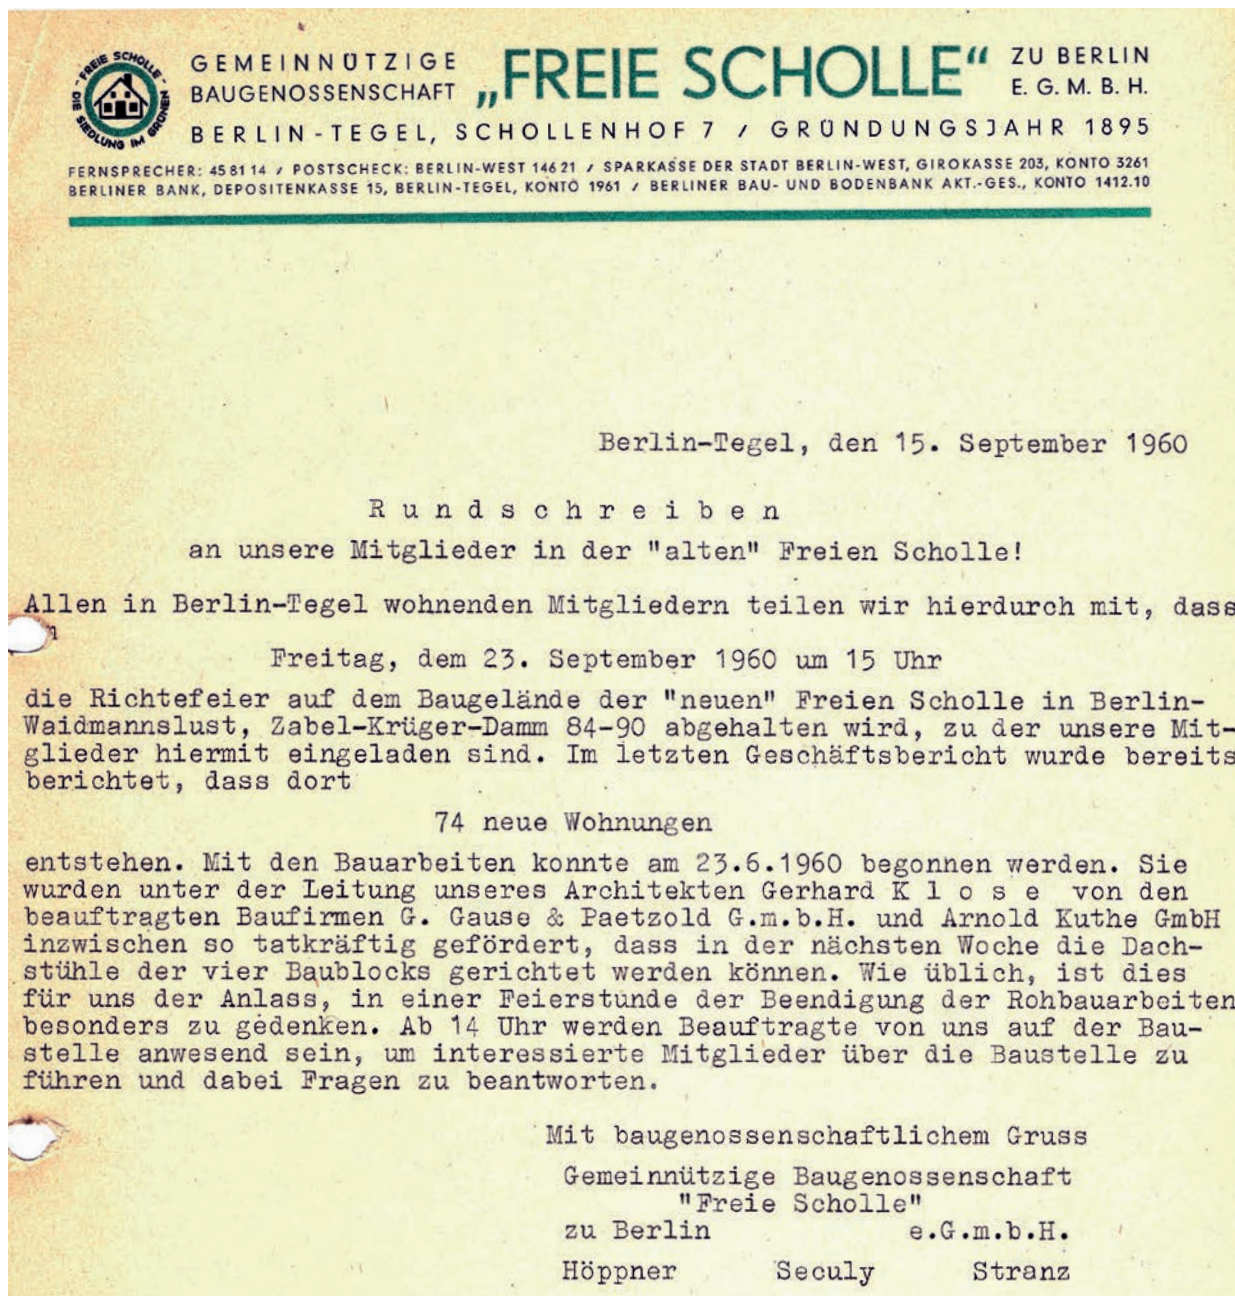 - FREIE SCHOLLE -
DIE SIEDLUNG IM GRÜNEN
GEMEINNÜTZIGE
BAUGENOSSENSCHAFT
„FREIE SCHOLLE“
ZU BERLIN
E. G. M. B. H.
BERLIN-TEGEL, SCHOLLENHOF 7 / GRÜNDUNGSJAHR 1895
FERNSPRECHER: 45 81 14 / POSTSCHECK: BERLIN-WEST 146 21 / SPARKASSE DER STADT BERLIN-WEST, GIROKASSE 203, KONTO 3261
BERLINER BANK, DEPOSITENKASSE 15, BERLIN-TEGEL, KONTO 1961 / BERLINER BAU- UND BODENBANK AKT.-GES., KONTO 1412.10
Berlin-Tegel, den 15. September 1960
R u n d s c h r e i b e n
an unsere Mitglieder in der "alten" Freien Scholle!
Allen in Berlin-Tegel wohnenden Mitgliedern teilen wir hierdurch mit, dass
Freitag, dem 23. September 1960 um 15 Uhr
die Richtefeier auf dem Baugelände der "neuen" Freien Scholle in Berlin-
Waidmannslust, Zabel-Krüger-Damm 84-90 abgehalten wird, zu der unsere Mit-
glieder hiermit eingeladen sind. Im letzten Geschäftsbericht wurde bereits
berichtet, dass dort
74 neue Wohnungen
entstehen. Mit den Bauarbeiten konnte am 23.6.1960 begonnen werden. Sie
wurden unter der Leitung unseres Architekten Gerhard K l o s e von den
beauftragten Baufirmen G. Gause & Paetzold G.m.b.H. und Arnold Kuthe GmbH
inzwischen so tatkräftig gefördert, dass in der nächsten Woche die Dach-
stühle der vier Baublocks gerichtet werden können. Wie üblich, ist dies
für uns der Anlass, in einer Feierstunde der Beendigung der Rohbauarbeiten
besonders zu gedenken. Ab 14 Uhr werden Beauftragte von uns auf der Bau-
stelle anwesend sein, um interessierte Mitglieder über die Baustelle zu
führen und dabei Fragen zu beantworten.
Mit baugenossenschaftlichem Gruss
Gemeinnützige Baugenossenschaft
"Freie Scholle"
zu Berlin e.G.m.b.H.
Höppner Seculy Stranz